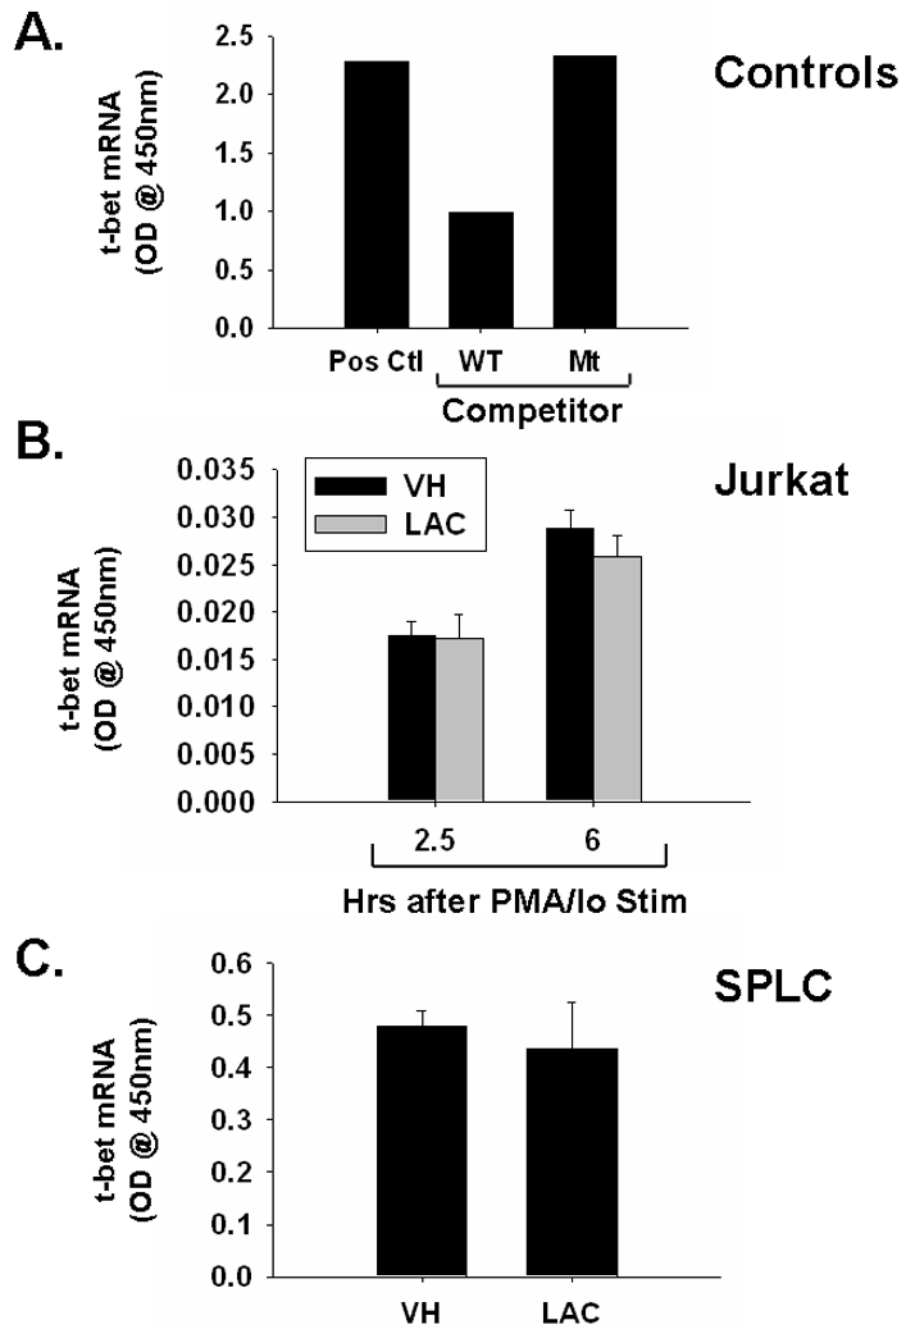 A.
Controls
t-bet mRNA
(OD @ 450nm)
2.5
2.0
1.5
1.0
0.5
0.0
Pos Ctl
WT
Mt
Competitor
B.
Jurkat
t-bet mRNA
(OD @ 450nm)
0.035
0.030
0.025
0.020
0.015
0.010
0.005
0.000
VH
LAC
2.5
6
Hrs after PMA/Io Stim
C.
SPLC
t-bet mRNA
(OD @ 450nm)
0.6
0.5
0.4
0.3
0.2
0.1
0.0
VH
LAC